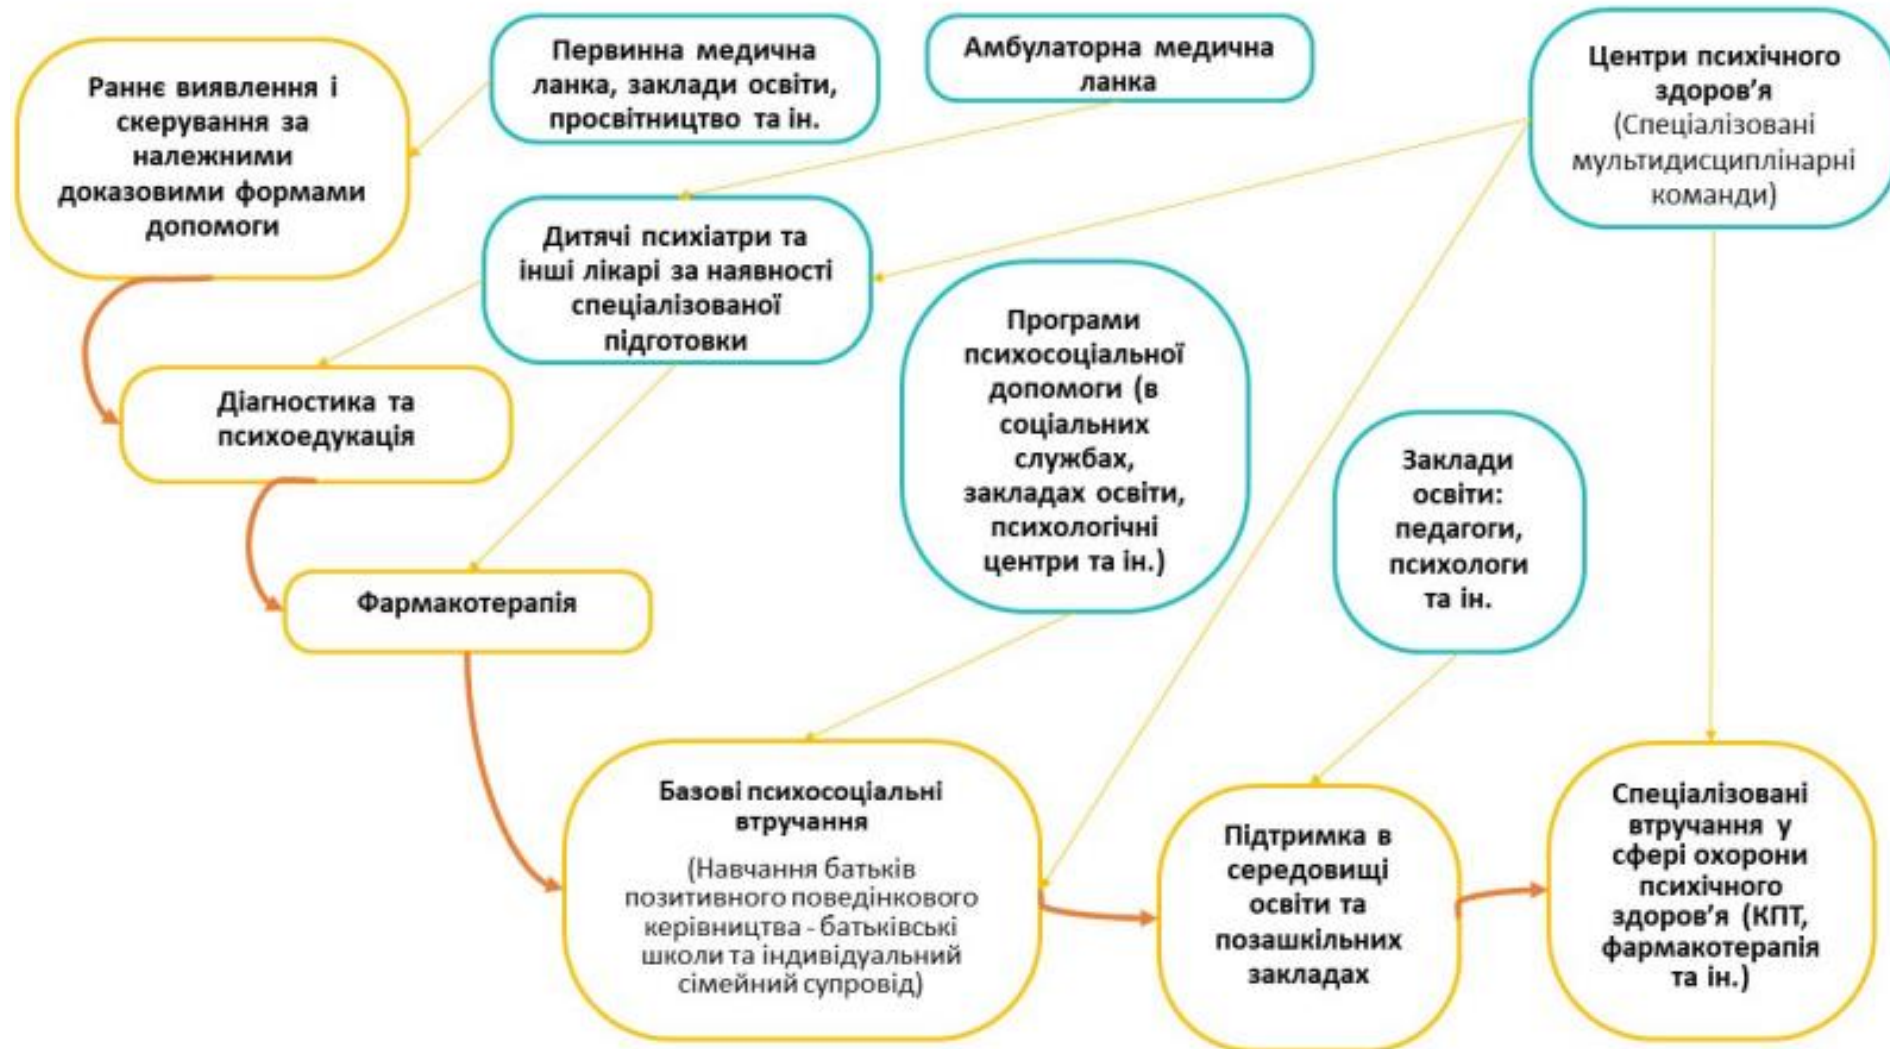 Раннє виявлення і
скерування за
належними
доказовими формами
допомоги
Первинна медична
ланка, заклади освіти,
просвітництво та ін.
Амбулаторна медична
ланка
Центри психічного
здоров’я
(Спеціалізовані
мультидисциплінарні
команди)
Дитячі психіатри та
інші лікарі за наявності
спеціалізованої
підготовки
Програми
психосоціальної
допомоги (в
соціальних
службах,
закладах освіти,
психологічні
центри та ін.)
Діагностика та
психоедукація
Заклади
освіти:
педагоги,
психологи
та ін.
Фармакотерапія
Базові психосоціальні
втручання
(Навчання батьків
позитивного поведінкового
керівництва - батьківські
школи та індивідуальний
сімейний супровід)
Підтримка в
середовищі
освіти та
позашкільних
закладах
Спеціалізовані
втручання у
сфері охорони
психічного
здоров’я (КПТ,
фармакотерапія
та ін.)